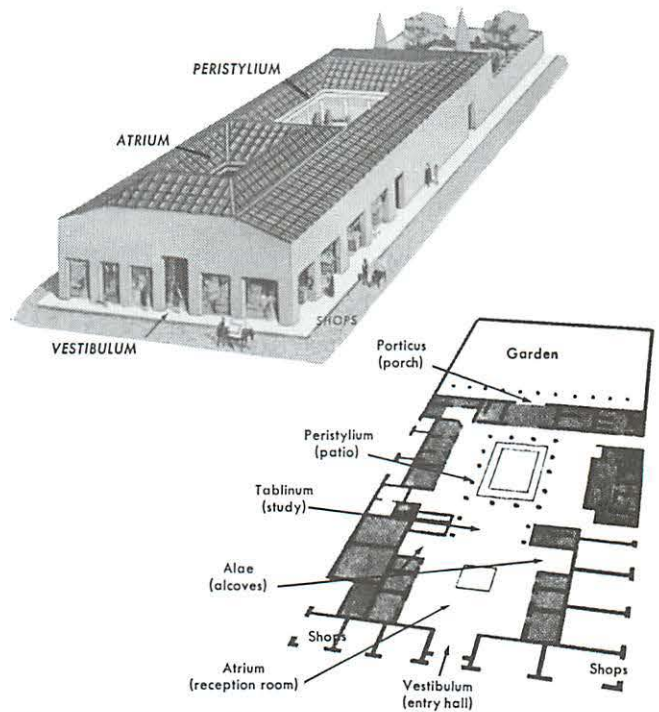 PERISTYLIUM
ATRIUM
SHOPS
VESTIBULUM
Porticus
(porch)
Garden
Peristylium
(patio)
Tablinum
(study)
Alae
(alcoves)
Shops
Atrium
(reception room)
Vestibulum
(entry hall)
Shops